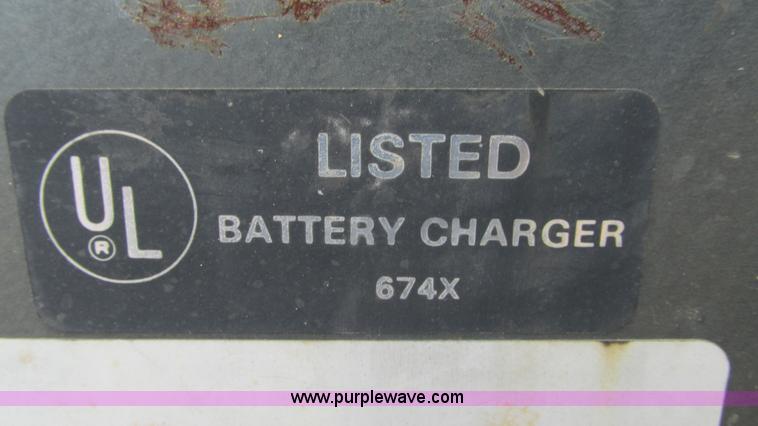 UL®
LISTED
BATTERY CHARGER
674X
www.purplewave.com